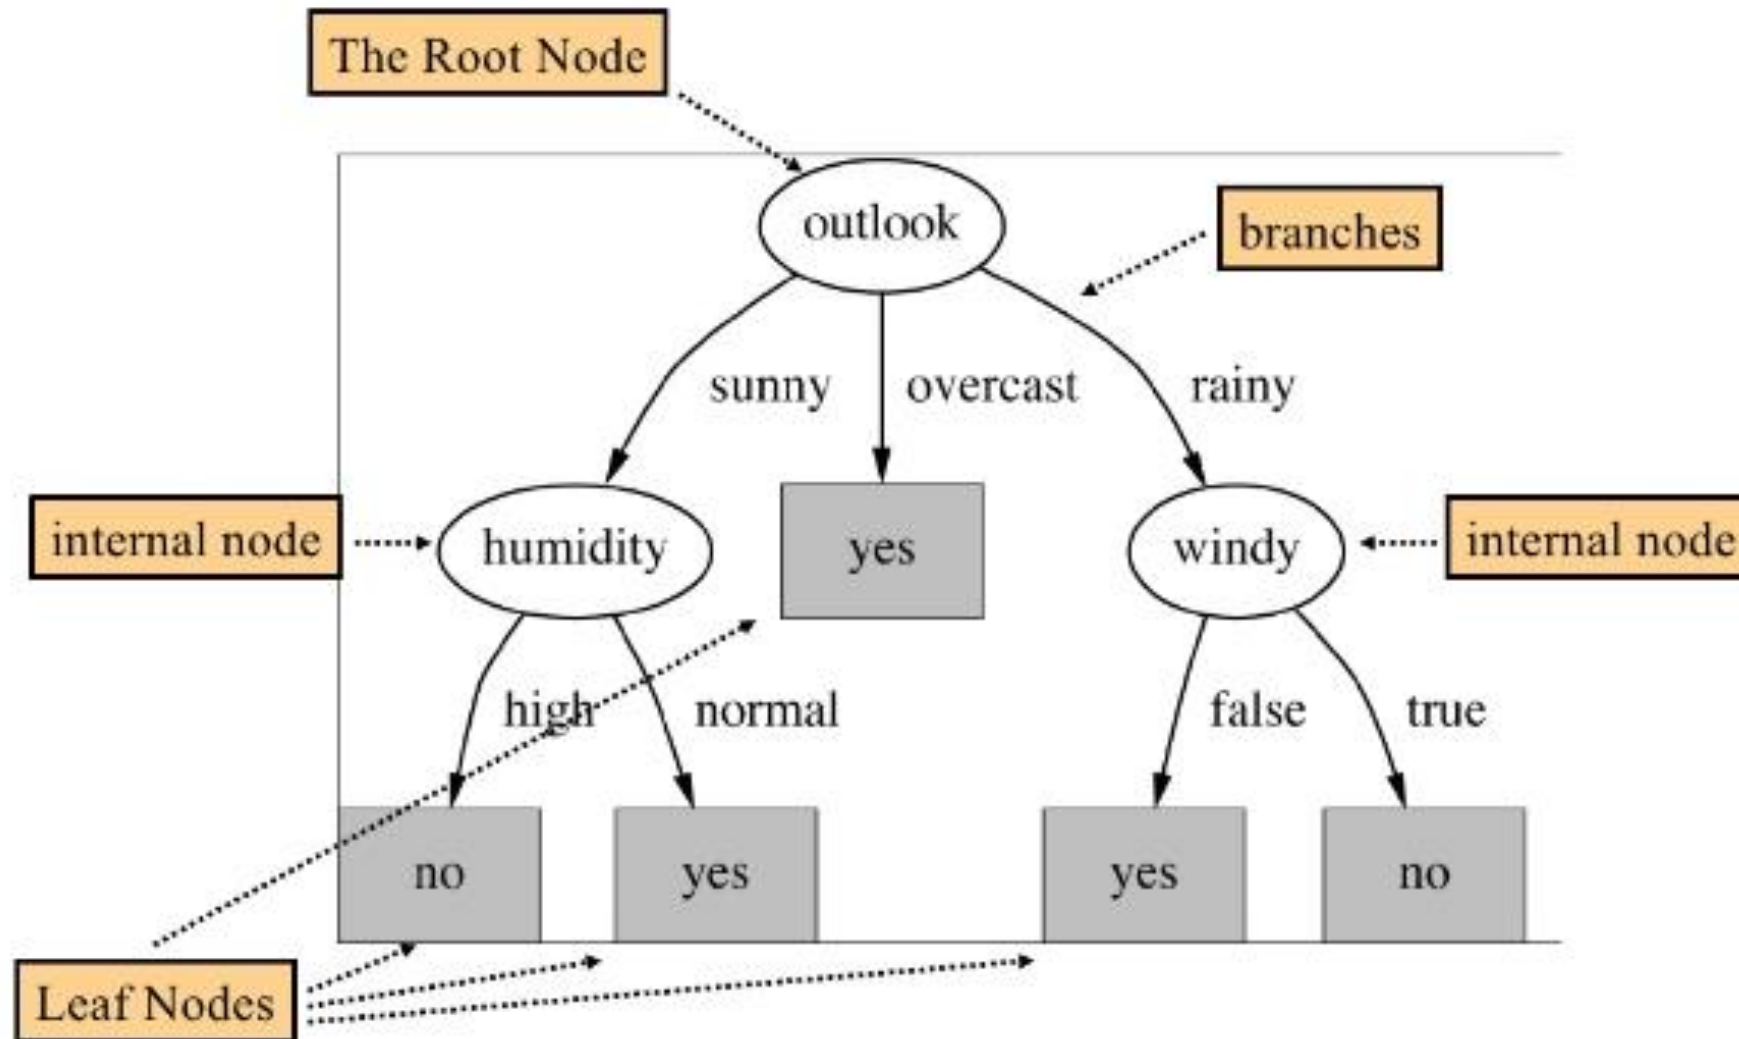 The Root Node
outlook
branches
sunny
overcast
rainy
internal node
humidity
yes
windy
internal node
high
normal
false
true
no
yes
yes
no
Leaf Nodes